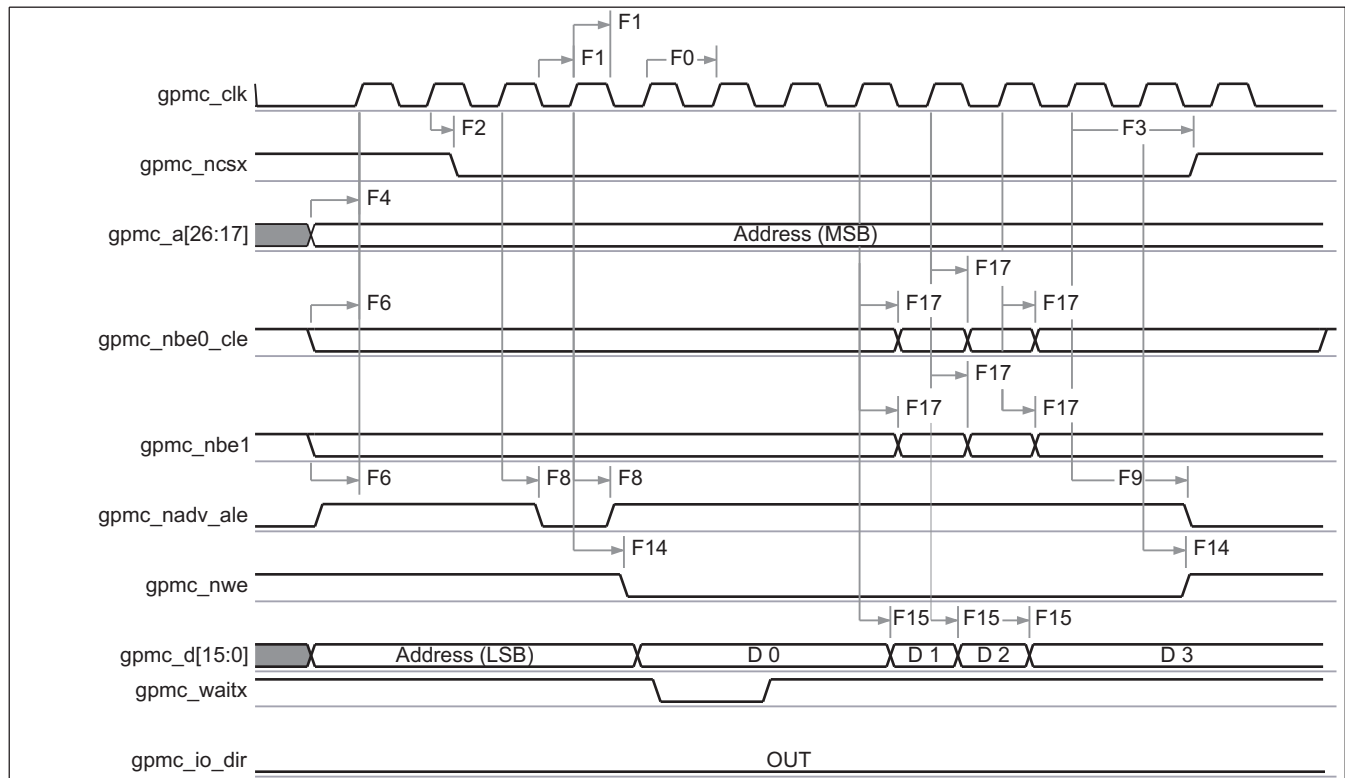 F1
F1 F0
gpmc_clk
F2 F3
gpmc_ncsx
F4
gpmc_a[26:17] Address (MSB)
F17
F6 F17 F17
gpmc_nbe0_cle
F17
F17 F17
gpmc_nbe1
F6 F8 F8 F9
gpmc_nadv_ale
F14 F14
gpmc_nwe
F15 F15 F15
gpmc_d[15:0] Address (LSB) D 0 D 1 D 2 D 3
gpmc_waitx
gpmc_io_dir OUT